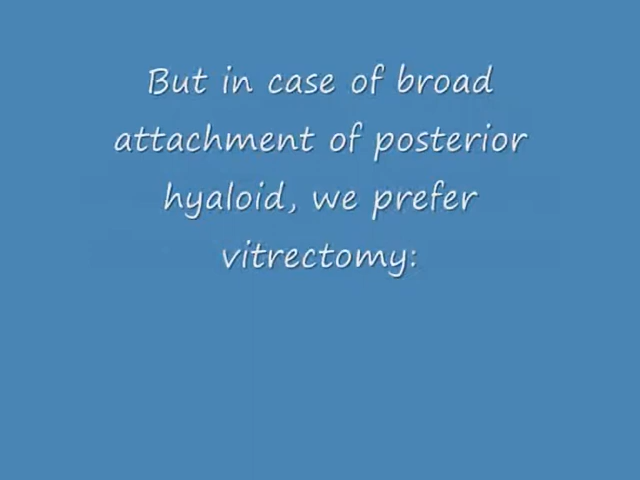 But in case of broad
attachment of posterior
hyaloid, we prefer
vitrectomy: